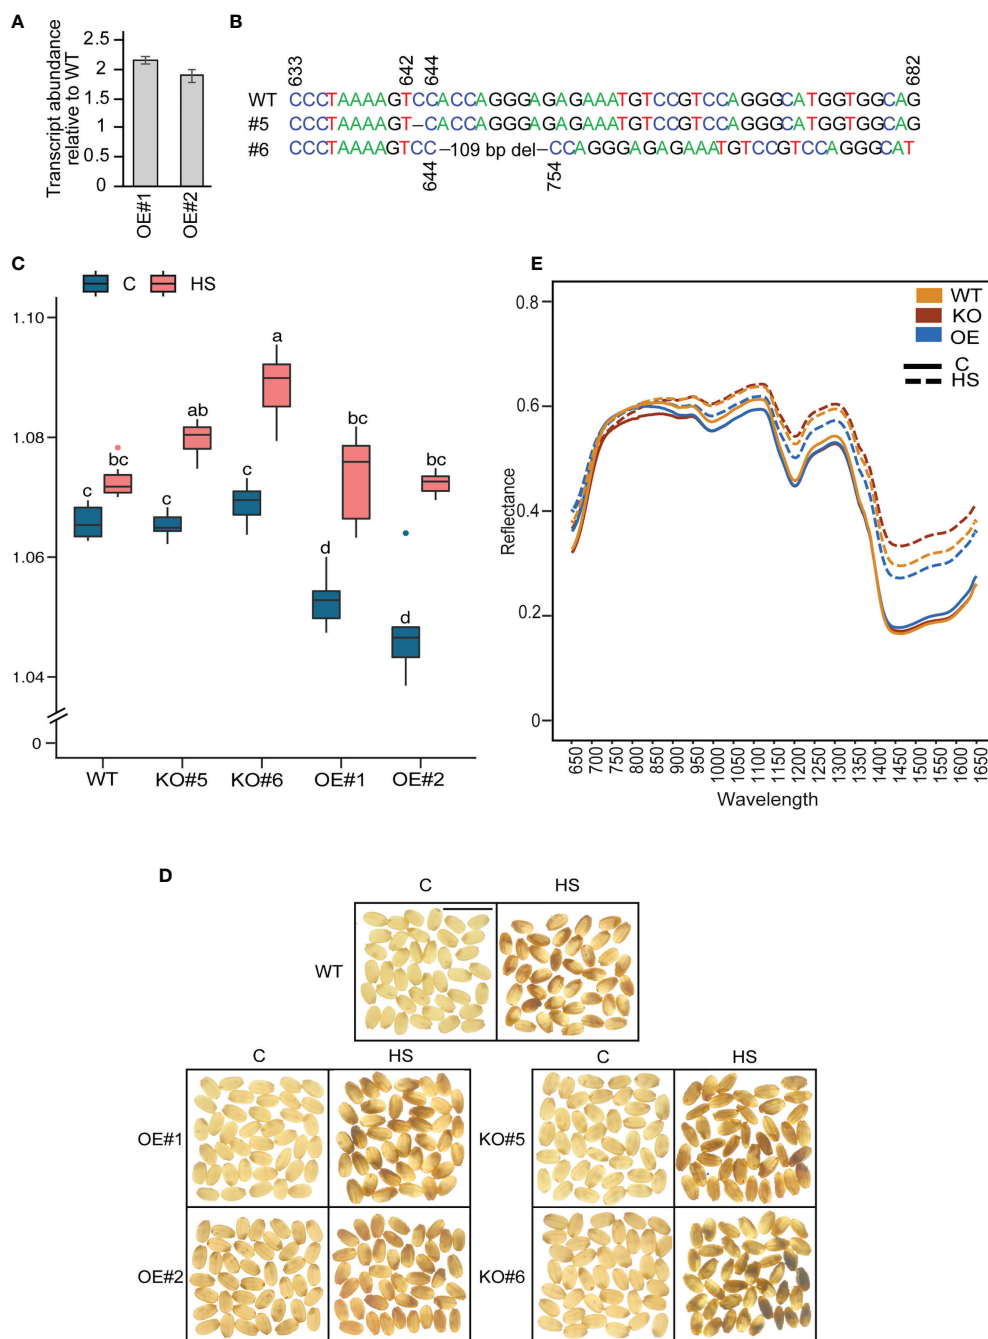 A
Transcript abundance
relative to WT
2.5
2
1.5
1
0.5
0
OE#1
OE#2
B
633
642
644
682
WT CCCTAAAAGTCCACCAGGGAGAGAAATGTCCGTCCAGGGCATGGTGGCAG
#5 CCCTAAAAGT–CACCAGGGAGAGAAATGTCCGTCCAGGGCATGGTGGCAG
#6 CCCTAAAAGTCC–109 bp del–CCAGGGAGAGAAATGTCCGTCCAGGGCAT
644
754
C
C
HS
1.10
1.08
1.06
1.04
0
c
bc
c
ab
c
a
d
bc
d
bc
WT
KO#5
KO#6
OE#1
OE#2
E
0.8
0.6
0.4
0.2
0
Reflectance
WT
KO
OE
C
HS
650
700
750
800
850
900
950
1000
1050
1100
1150
1200
1250
1300
1350
1400
1450
1500
1550
1600
1650
Wavelength
D
C
HS
WT
C
HS
C
HS
OE#1
KO#5
OE#2
KO#6